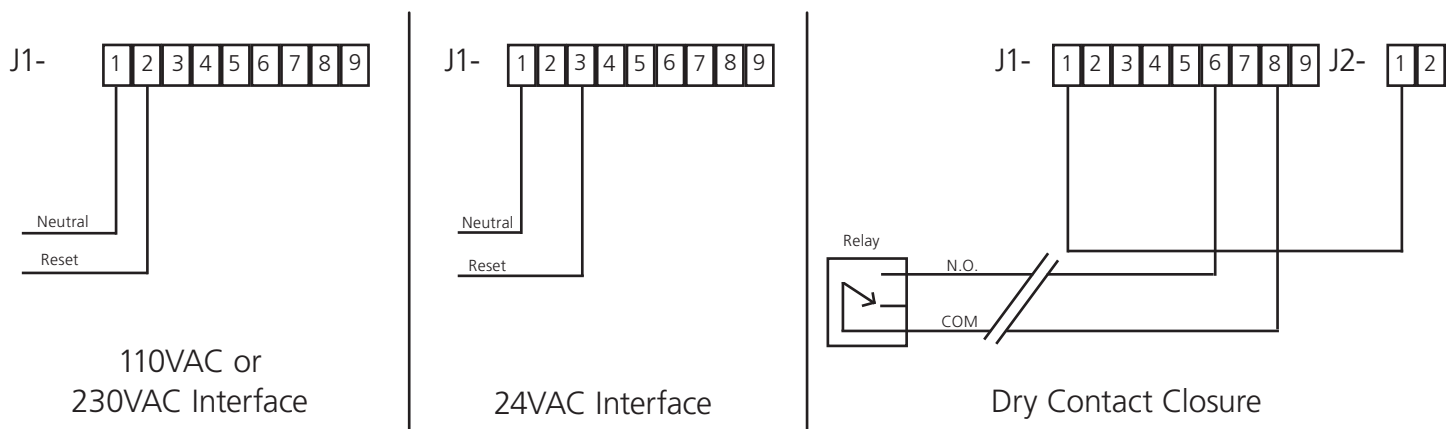 J1- 1 2 3 4 5 6 7 8 9
Neutral
Reset
110VAC or
230VAC Interface
J1- 1 2 3 4 5 6 7 8 9
Neutral
Reset
24VAC Interface
J1- 1 2 3 4 5 6 7 8 9 J2- 1 2
Relay
N.O.
COM
Dry Contact Closure